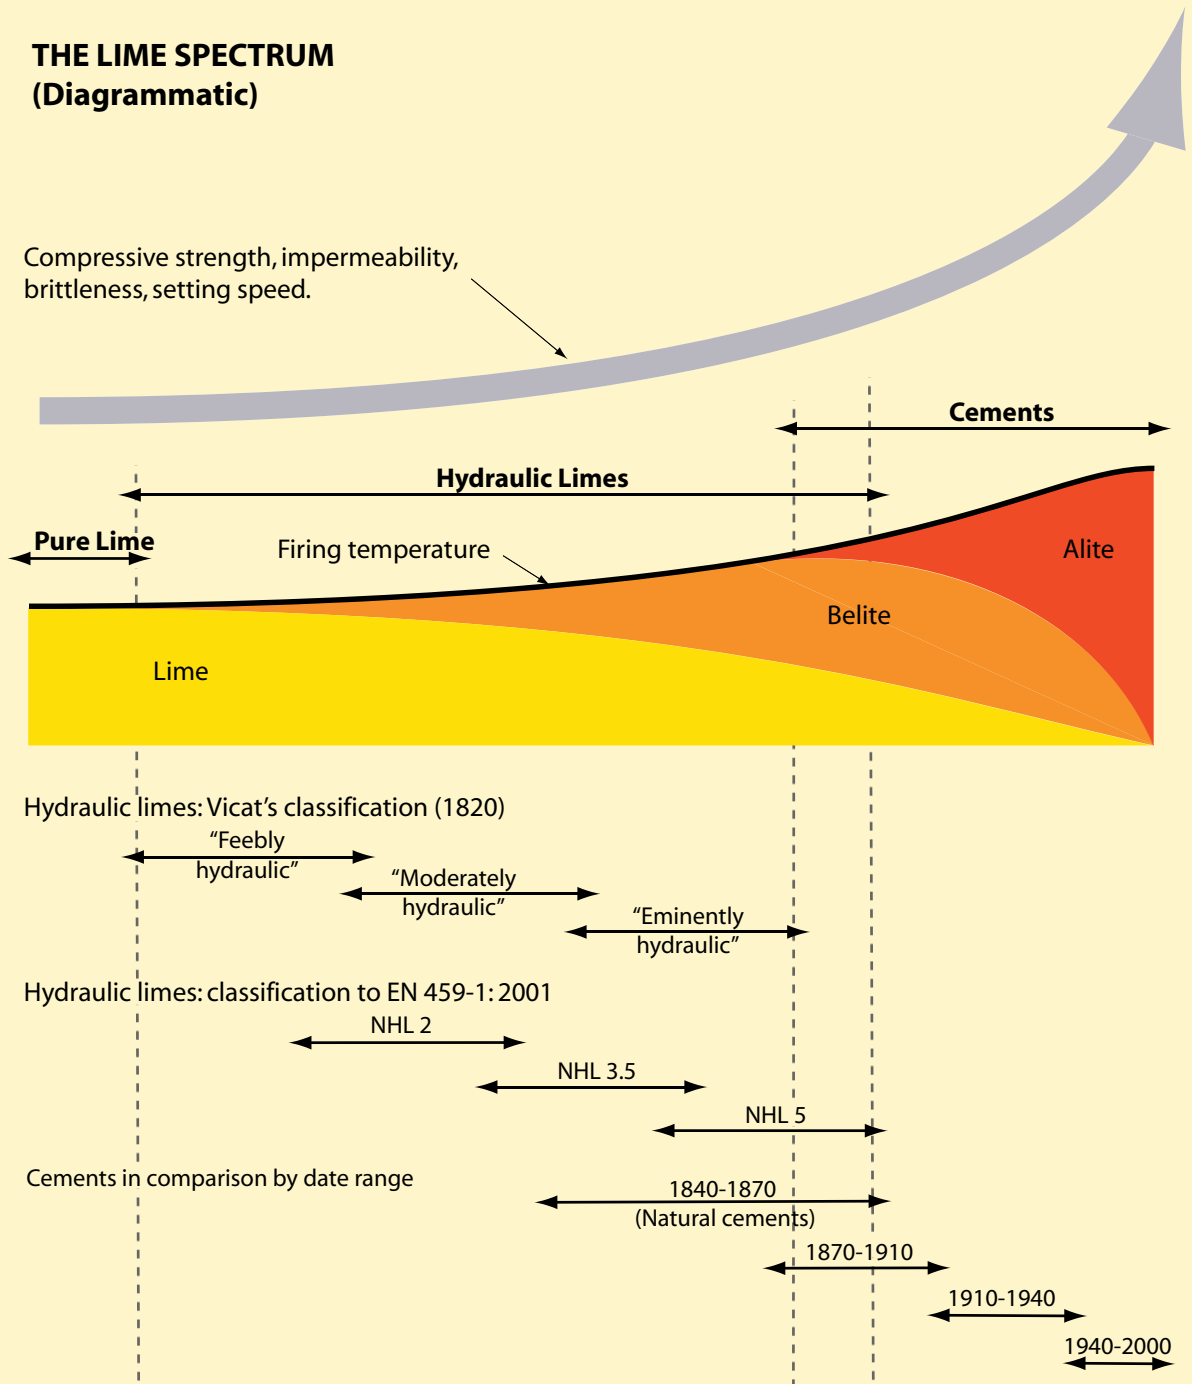 THE LIME SPECTRUM
(Diagrammatic)
Compressive strength, impermeability,
brittleness, setting speed.
Cements
Hydraulic Limes
Pure Lime
Firing temperature
Alite
Belite
Lime
Hydraulic limes: Vicat’s classification (1820)
“Feebly
hydraulic”
“Moderately
hydraulic”
“Eminently
hydraulic”
Hydraulic limes: classification to EN 459-1: 2001
NHL 2
NHL 3.5
NHL 5
Cements in comparison by date range
1840-1870
(Natural cements)
1870-1910
1910-1940
1940-2000